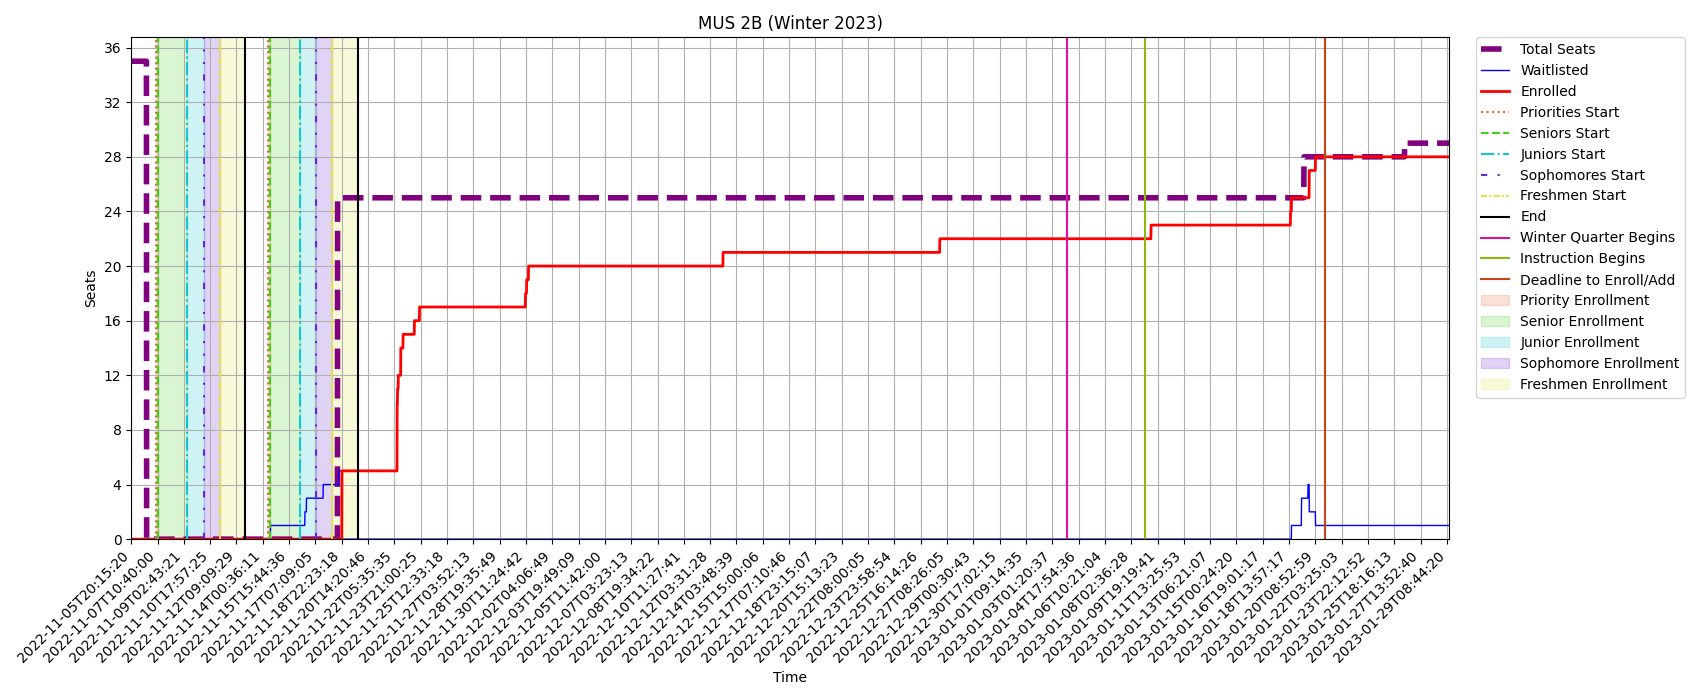 MUS 2B (Winter 2023)
36
32
28
24
20
16
12
8
4
0
Seats
2022-11-05T20:15:20
2022-11-07T10:40:00
2022-11-09T02:43:21
2022-11-10T17:57:25
2022-11-12T09:09:29
2022-11-14T00:36:11
2022-11-15T15:44:36
2022-11-17T07:09:05
2022-11-18T22:23:18
2022-11-20T14:20:46
2022-11-22T05:35:35
2022-11-23T21:00:25
2022-11-25T12:33:18
2022-11-27T03:52:13
2022-11-28T19:35:49
2022-11-30T11:24:42
2022-12-02T04:06:49
2022-12-03T19:49:09
2022-12-05T11:42:00
2022-12-07T03:23:13
2022-12-08T19:34:22
2022-12-10T11:27:41
2022-12-12T03:31:28
2022-12-14T03:48:39
2022-12-15T15:00:06
2022-12-17T07:10:46
2022-12-18T23:15:07
2022-12-20T15:13:23
2022-12-22T08:00:05
2022-12-23T23:58:54
2022-12-25T16:14:26
2022-12-27T08:26:05
2022-12-29T00:30:43
2022-12-30T17:02:15
2023-01-01T09:14:35
2023-01-03T01:20:37
2023-01-04T17:54:36
2023-01-06T10:21:04
2023-01-08T02:36:28
2023-01-09T19:19:41
2023-01-11T13:25:53
2023-01-13T06:21:07
2023-01-15T00:24:20
2023-01-16T19:01:17
2023-01-18T13:57:17
2023-01-20T08:52:59
2023-01-22T03:25:03
2023-01-23T22:12:52
2023-01-25T18:16:13
2023-01-27T13:52:40
2023-01-29T08:44:20
Time
Total Seats
Waitlisted
Enrolled
Priorities Start
Seniors Start
Juniors Start
Sophomores Start
Freshmen Start
End
Winter Quarter Begins
Instruction Begins
Deadline to Enroll/Add
Priority Enrollment
Senior Enrollment
Junior Enrollment
Sophomore Enrollment
Freshmen Enrollment